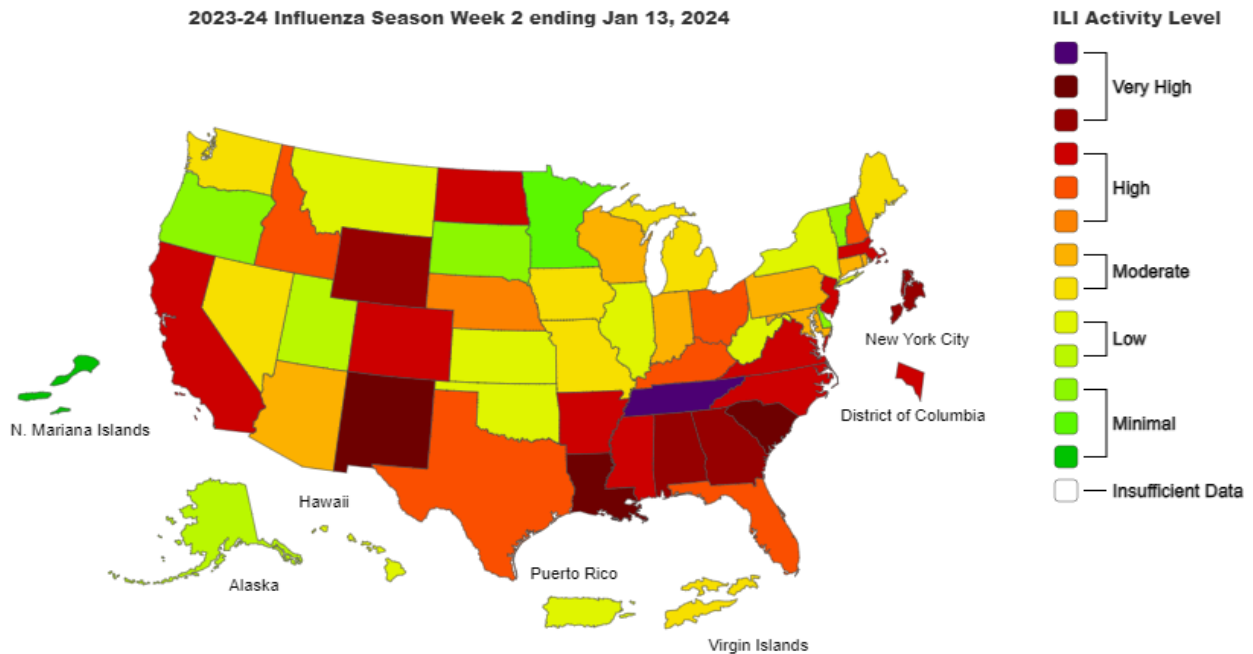 2023-24 Influenza Season Week 2 ending Jan 13, 2024
ILI Activity Level
Very High
High
Moderate
Low
Minimal
Insufficient Data
New York City
District of Columbia
N. Mariana Islands
Hawaii
Alaska
Puerto Rico
Virgin Islands